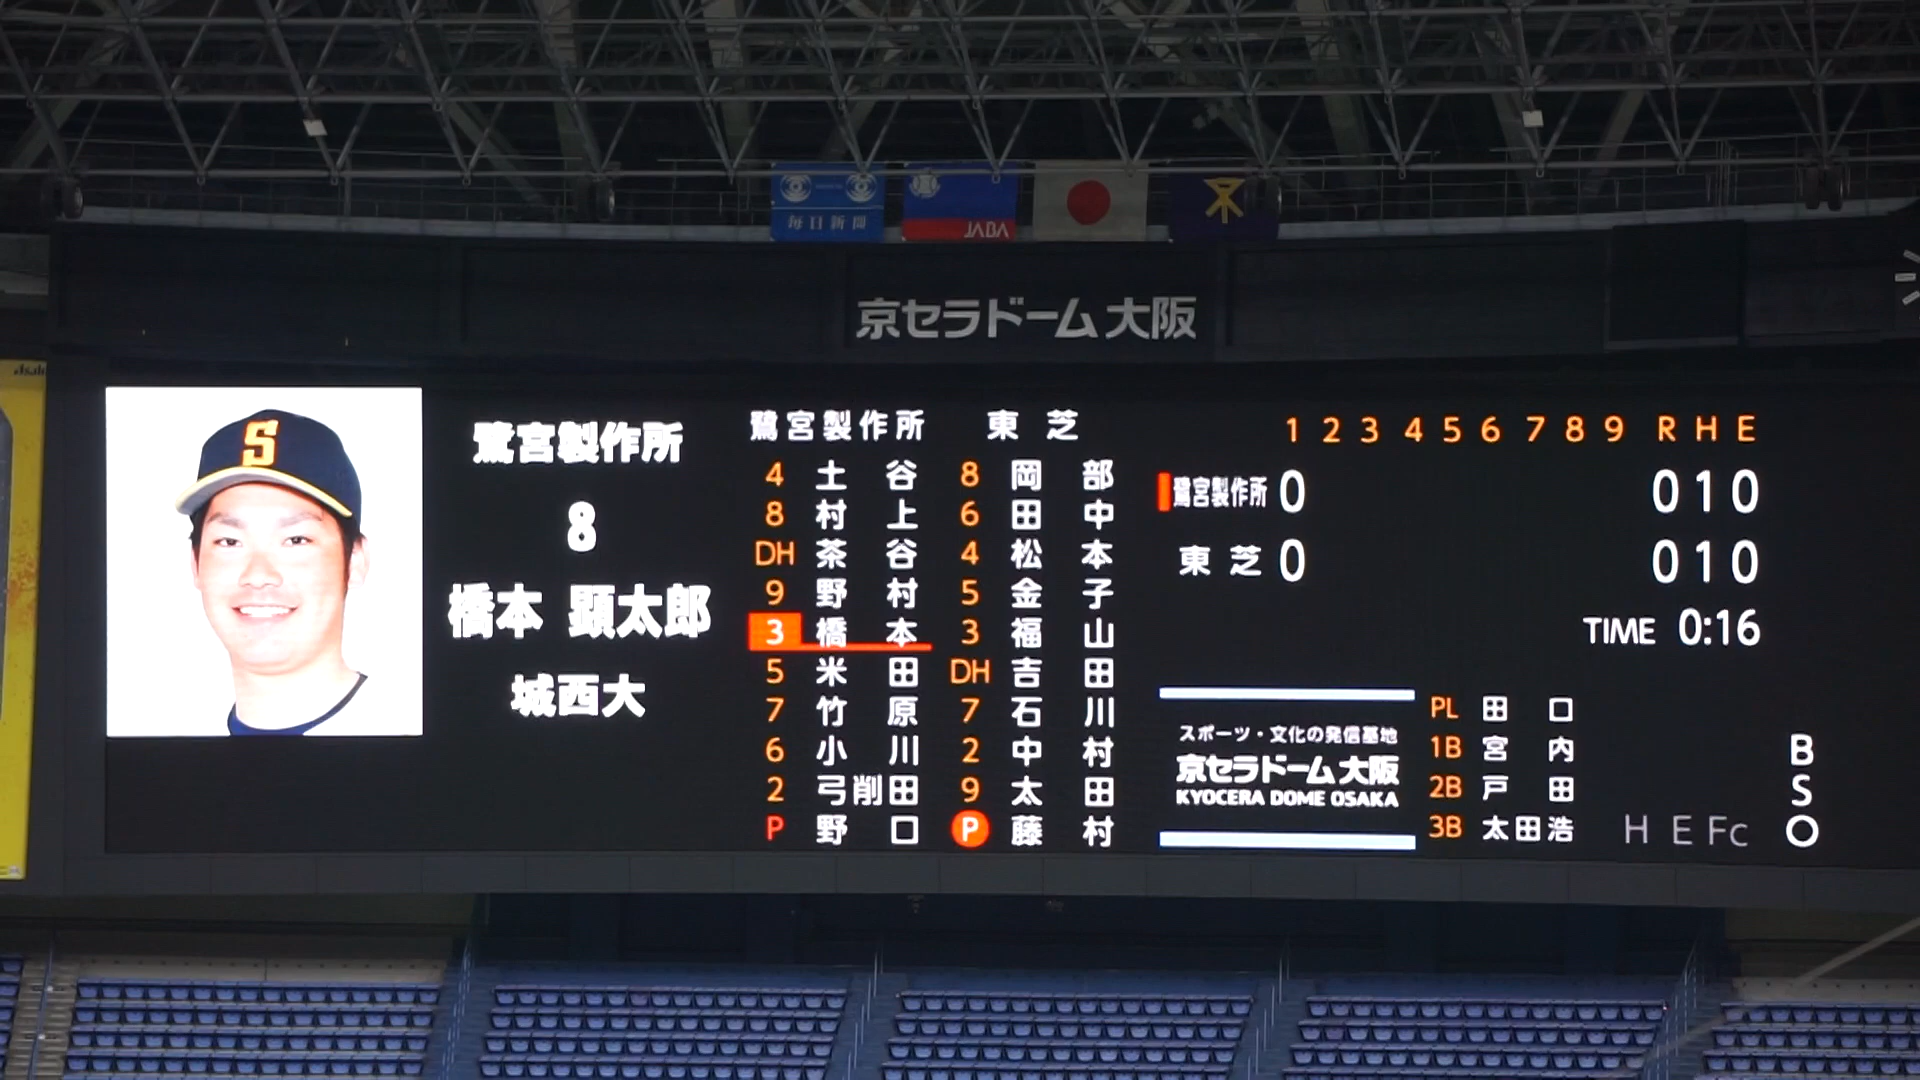 毎日新聞
JABA
京セラドーム 大阪
Asahi
S
鷺宮製作所
8
橋本 顕太郎
城西大
鷺宮製作所 東芝
4 土谷 8 岡部
8 村上 6 田中
DH 茶谷 4 松本
9 野村 5 金子
3 橋本 3 福山
5 米田 DH 吉田
7 竹原 7 石川
6 小川 2 中村
2 弓削田 9 太田
P 野口 P 藤村
1 2 3 4 5 6 7 8 9 R H E
鷺宮製作所 0 0 1 0
東芝 0 0 1 0
TIME 0:16
スポーツ・文化の発信基地
京セラドーム 大阪
KYOCERA DOME OSAKA
PL 田口
1B 宮内
2B 戸田
3B 太田浩
H E Fc
B
S
O